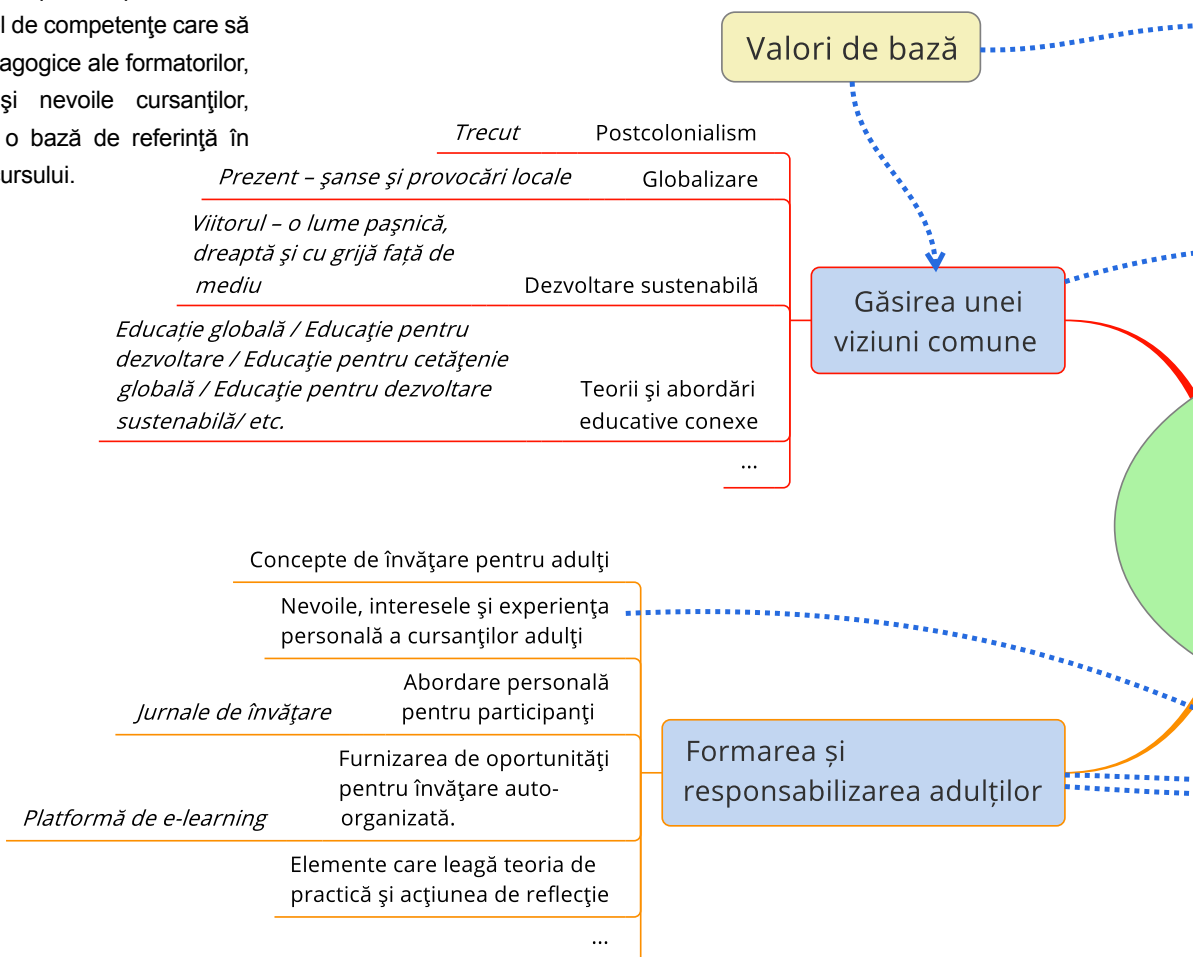 l de competenţe care să
agogice ale formatorilor,
şi nevoile cursanţilor,
o bază de referinţă în
ursului.
Valori de bază
Trecut Postcolonialism
Prezent – şanse şi provocări locale Globalizare
Viitorul – o lume paşnică,
dreaptă şi cu grijă față de
mediu Dezvoltare sustenabilă
Educație globală / Educaţie pentru
dezvoltare / Educaţie pentru cetăţenie
globală / Educaţie pentru dezvoltare
sustenabilă/ etc.
Teorii şi abordări
educative conexe
...
Găsirea unei
viziuni comune
Concepte de învăţare pentru adulţi
Nevoile, interesele şi experienţa
personală a cursanţilor adulţi
Abordare personală
pentru participanţi
Jurnale de învăţare
Furnizarea de oportunităţi
pentru învăţare auto-
organizată.
Platformă de e-learning
Elemente care leagă teoria de
practică şi acţiunea de reflecţie
...
Formarea și
responsabilizarea adulților